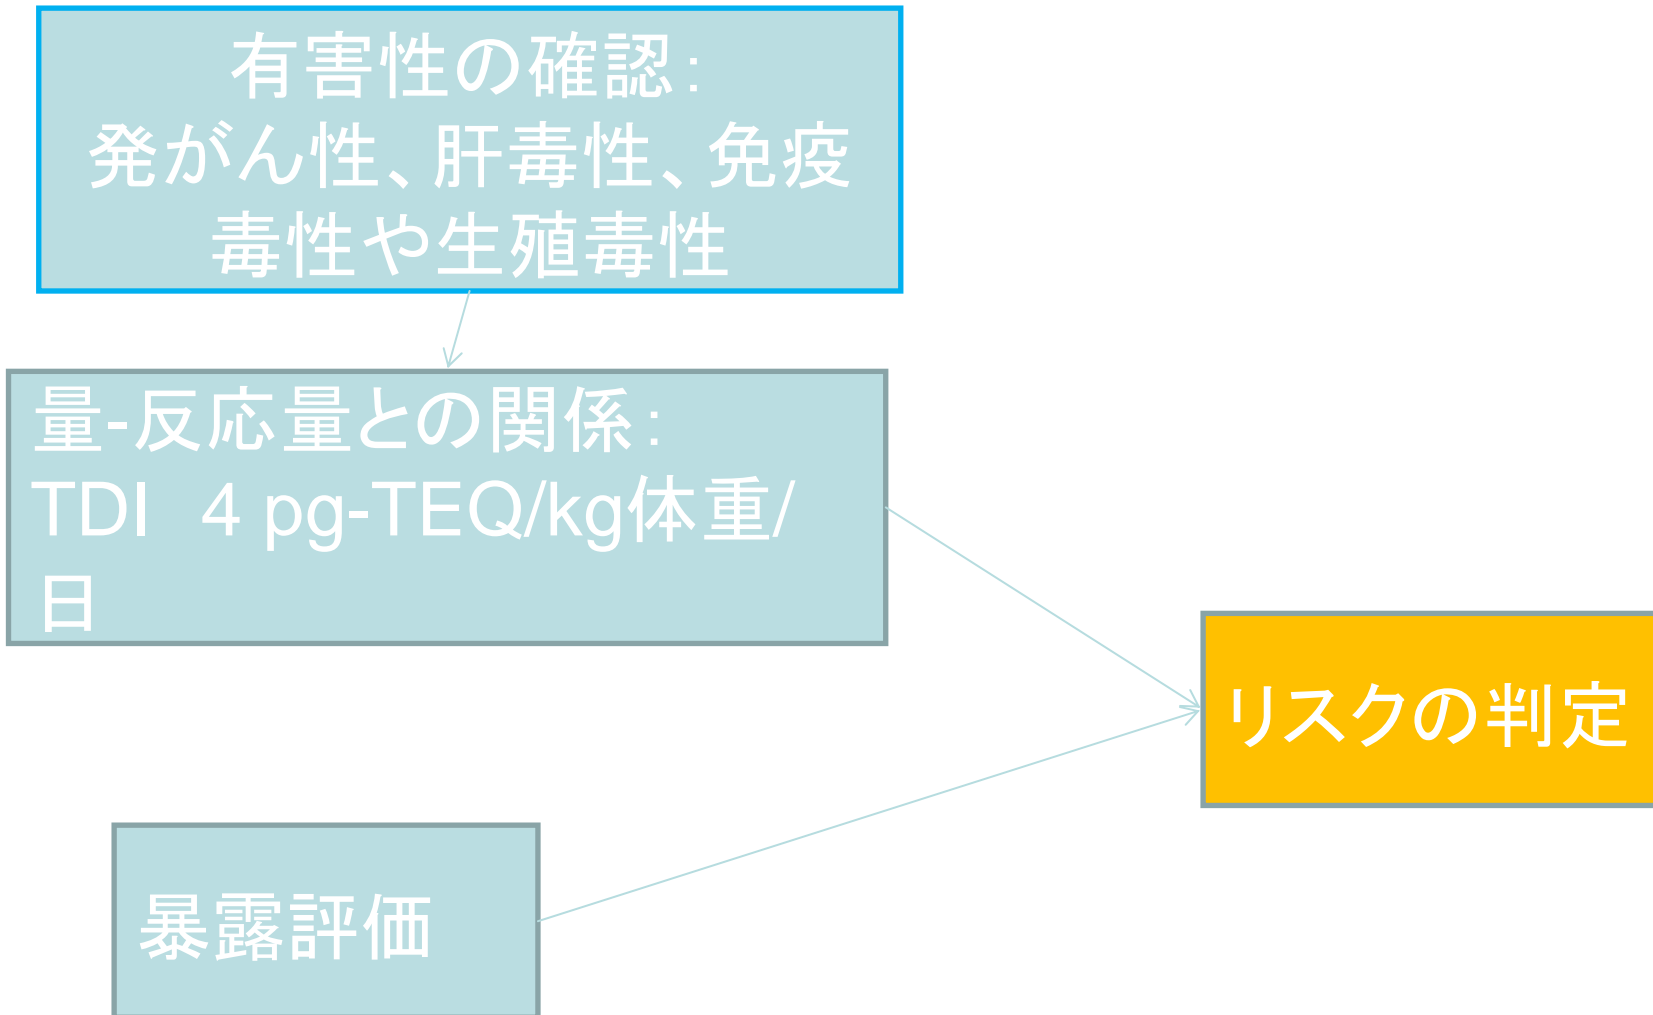 有害性の確認：
発がん性、肝毒性、免疫
毒性や生殖毒性
量-反応量との関係：
TDI 4 pg-TEQ/kg体重/
日
リスクの判定
暴露評価